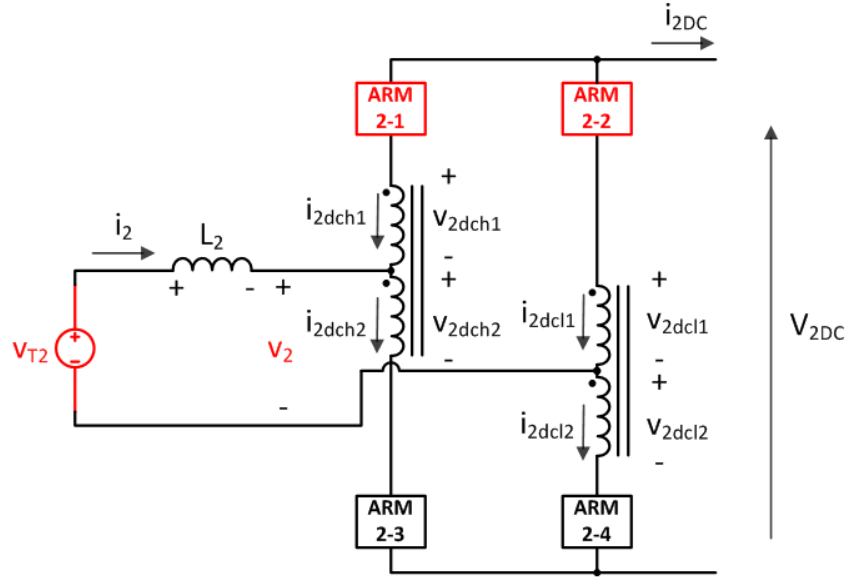 i2DC
ARM
2-1
ARM
2-2
+
i2dch1
v2dch1
-
i2
L2
+ - +
+
i2dch2
v2dch2
-
+
i2dcl1
v2dcl1
-
V2DC
vT2
+
-
v2
-
+
i2dcl2
v2dcl2
-
ARM
2-3
ARM
2-4